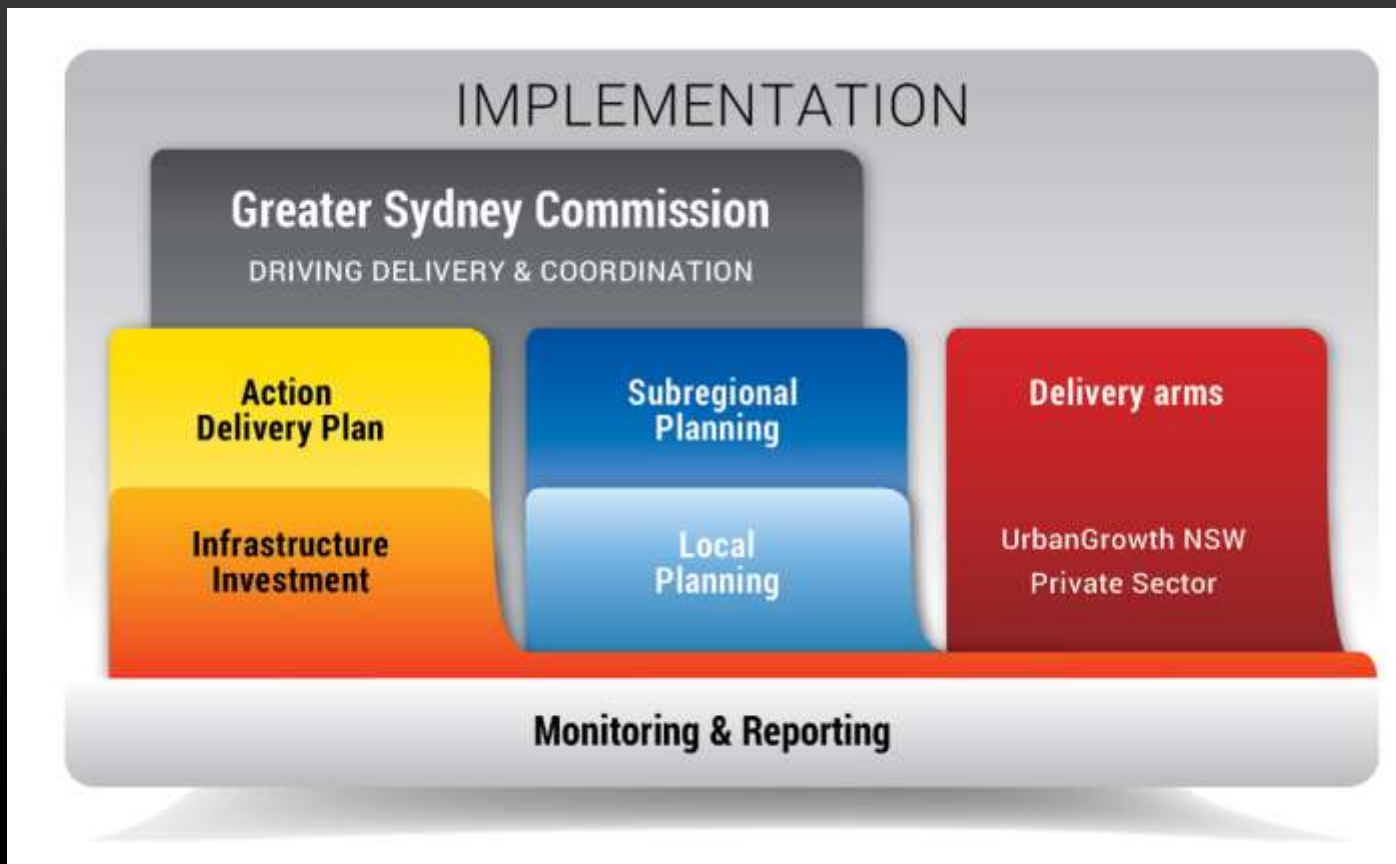 IMPLEMENTATION
Greater Sydney Commission
DRIVING DELIVERY & COORDINATION
Action
Delivery Plan
Infrastructure
Investment
Subregional
Planning
Local
Planning
Delivery arms
UrbanGrowth NSW
Private Sector
Monitoring & Reporting